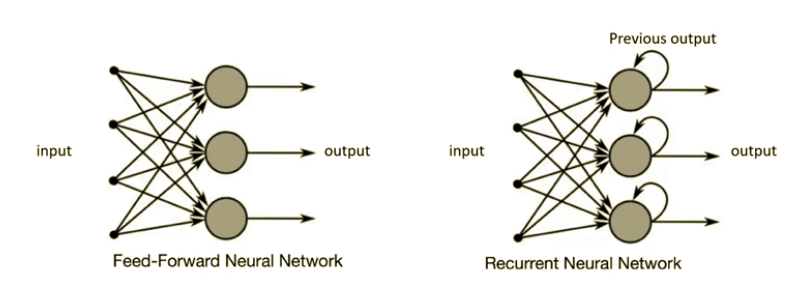 Previous output
input
output
input
output
Feed-Forward Neural Network
Recurrent Neural Network